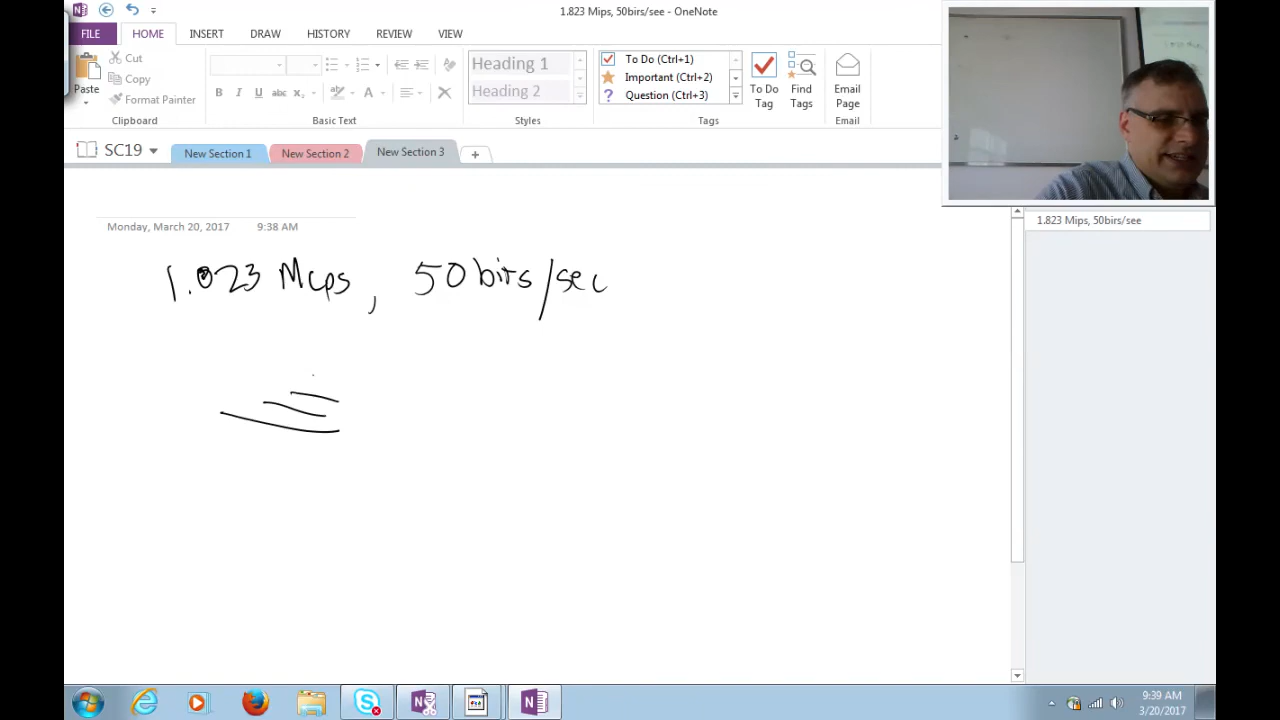 1.823 Mips, 50birs/see - OneNote
FILE HOME INSERT DRAW HISTORY REVIEW VIEW
Paste
Cut
Copy
Format Painter
Clipboard
B I U abc x₂ A
Basic Text
Heading 1
Heading 2
Styles
To Do (Ctrl+1)
Important (Ctrl+2)
? Question (Ctrl+3)
Tags
To Do Tag
Find Tags
Email Page
Email
SC19 New Section 1 New Section 2 New Section 3 +
1.823 Mips, 50birs/see
Monday, March 20, 2017 9:38 AM
1.023 Mcps, 50 bits/sec
9:39 AM
3/20/2017